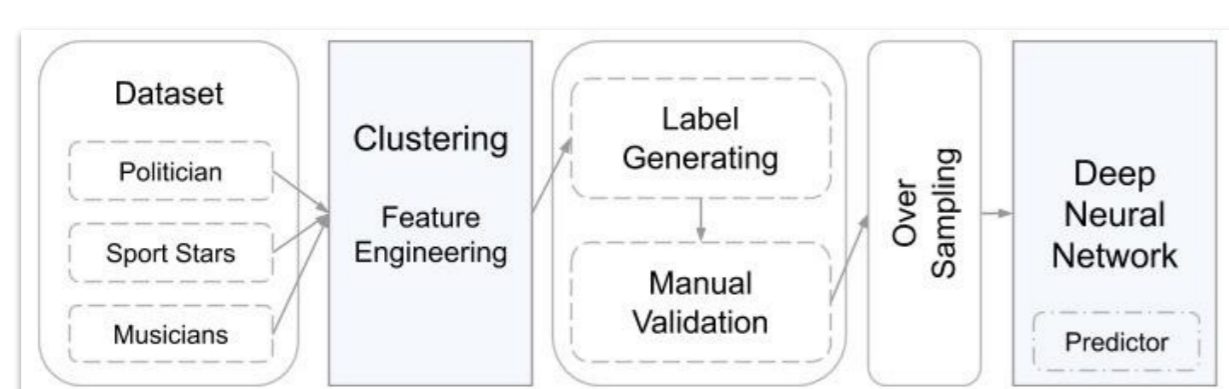 Dataset
Politician
Sport Stars
Musicians
Clustering
Feature
Engineering
Label
Generating
Manual
Validation
Over
Sampling
Deep
Neural
Network
Predictor